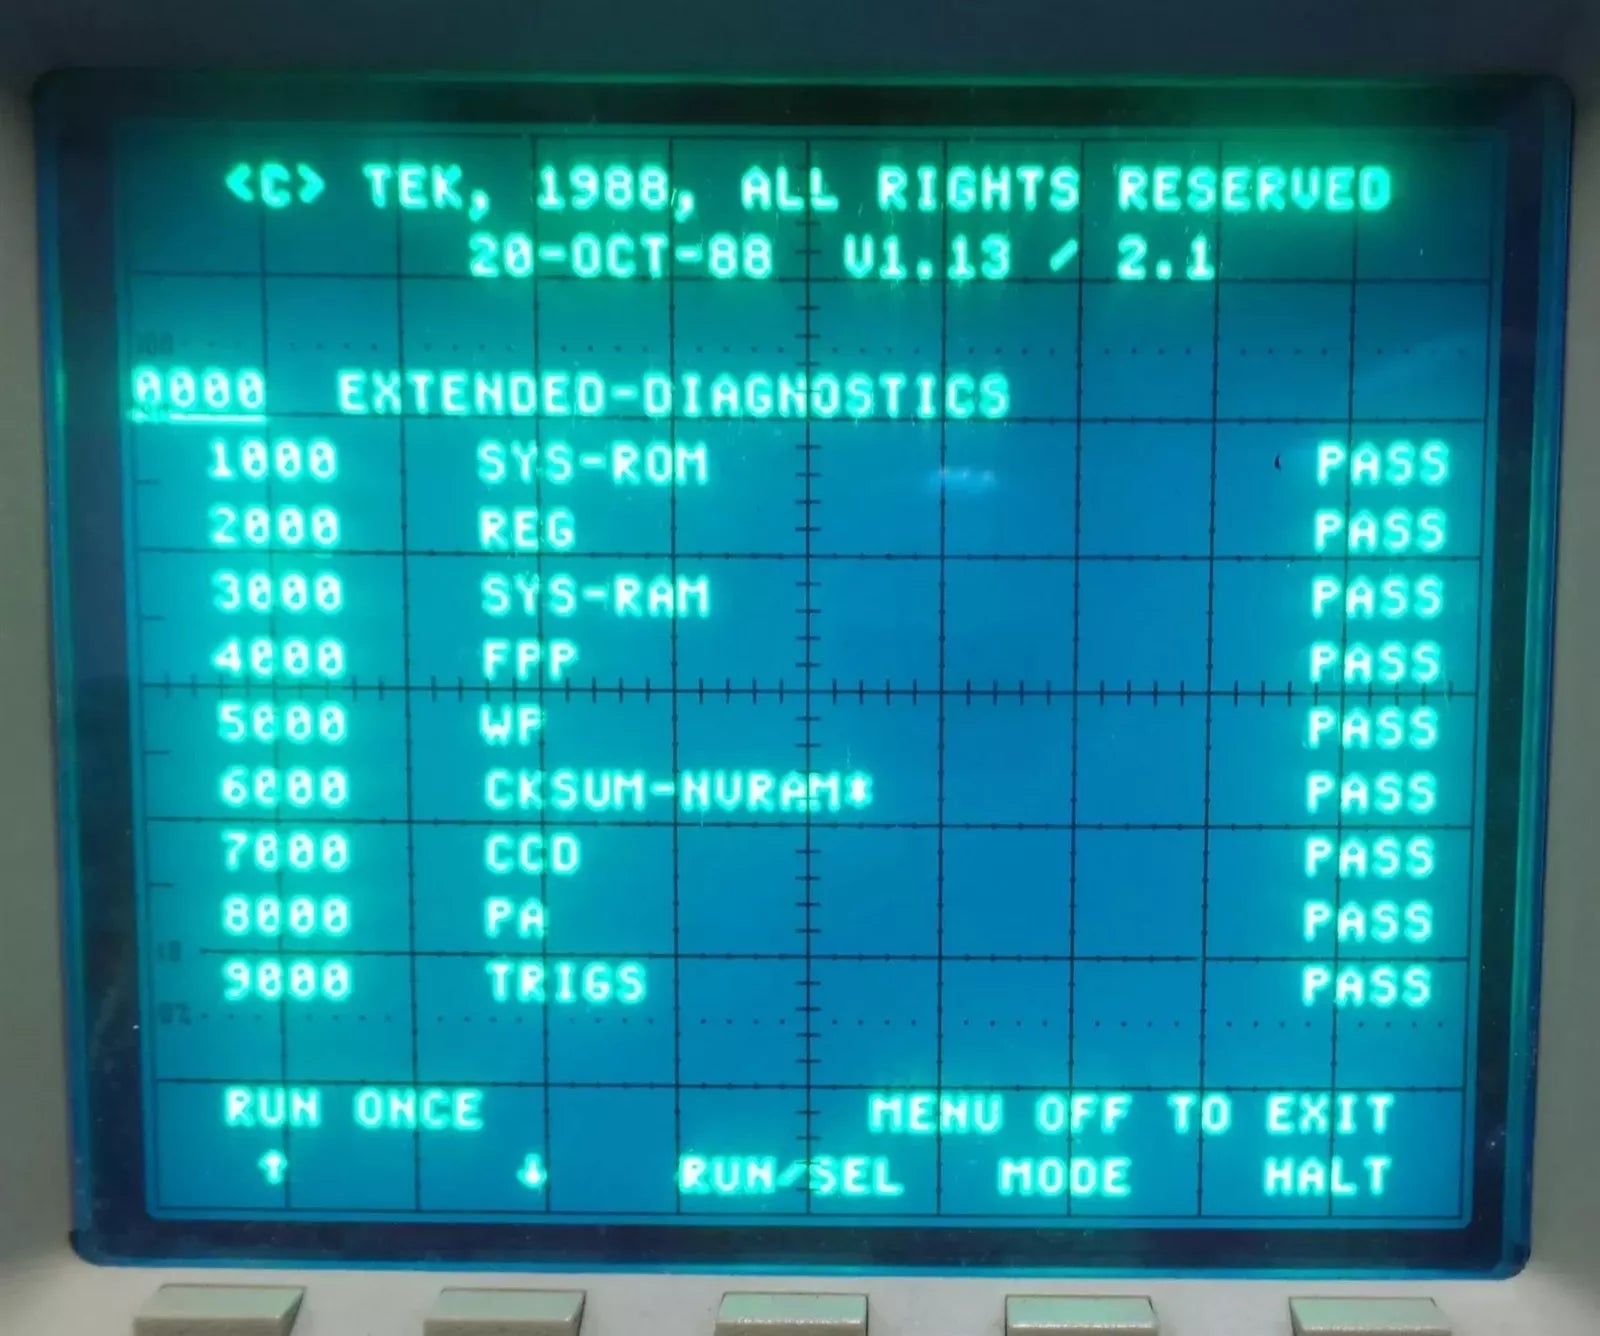 <C> TEK, 1988, ALL RIGHTS RESERVED
20-OCT-88 V1.13 / 2.1
0000 EXTENDED-DIAGNOSTICS
1000 SYS-ROM PASS
2000 REG PASS
3000 SYS-RAM PASS
4000 FPP PASS
5000 WP PASS
6000 CKSUM-NVRAM* PASS
7000 CCD PASS
8000 PA PASS
9000 TRIGS PASS
RUN ONCE MENU OFF TO EXIT
↑ ↓ RUN/SEL MODE HALT